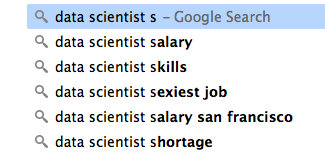 data scientist s – Google Search
data scientist salary
data scientist skills
data scientist sexiest job
data scientist salary san francisco
data scientist shortage